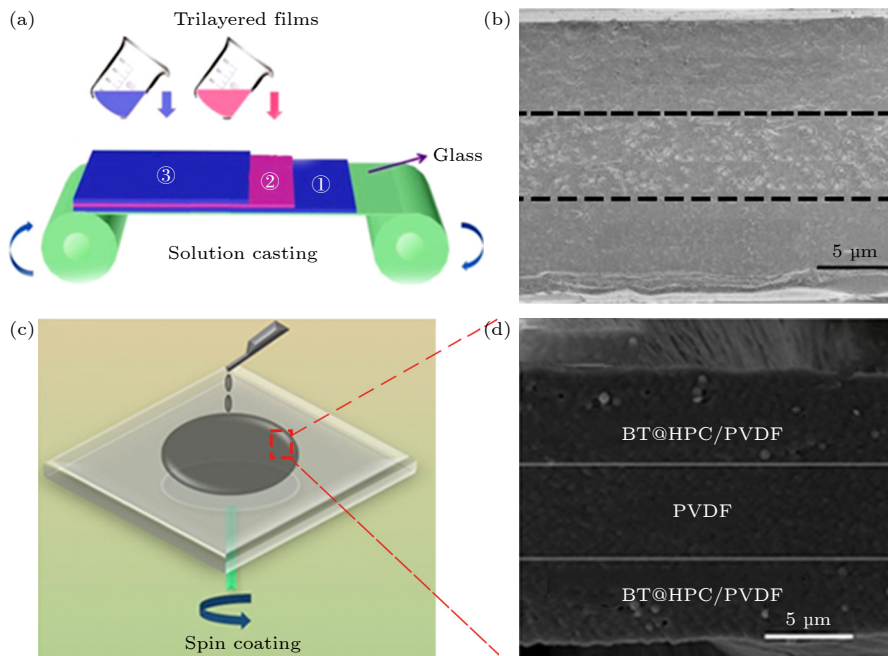 (a)
Trilayered films
Glass
③
②
①
Solution casting
(b)
5 µm
(c)
Spin coating
(d)
BT@HPC/PVDF
PVDF
BT@HPC/PVDF
5 µm